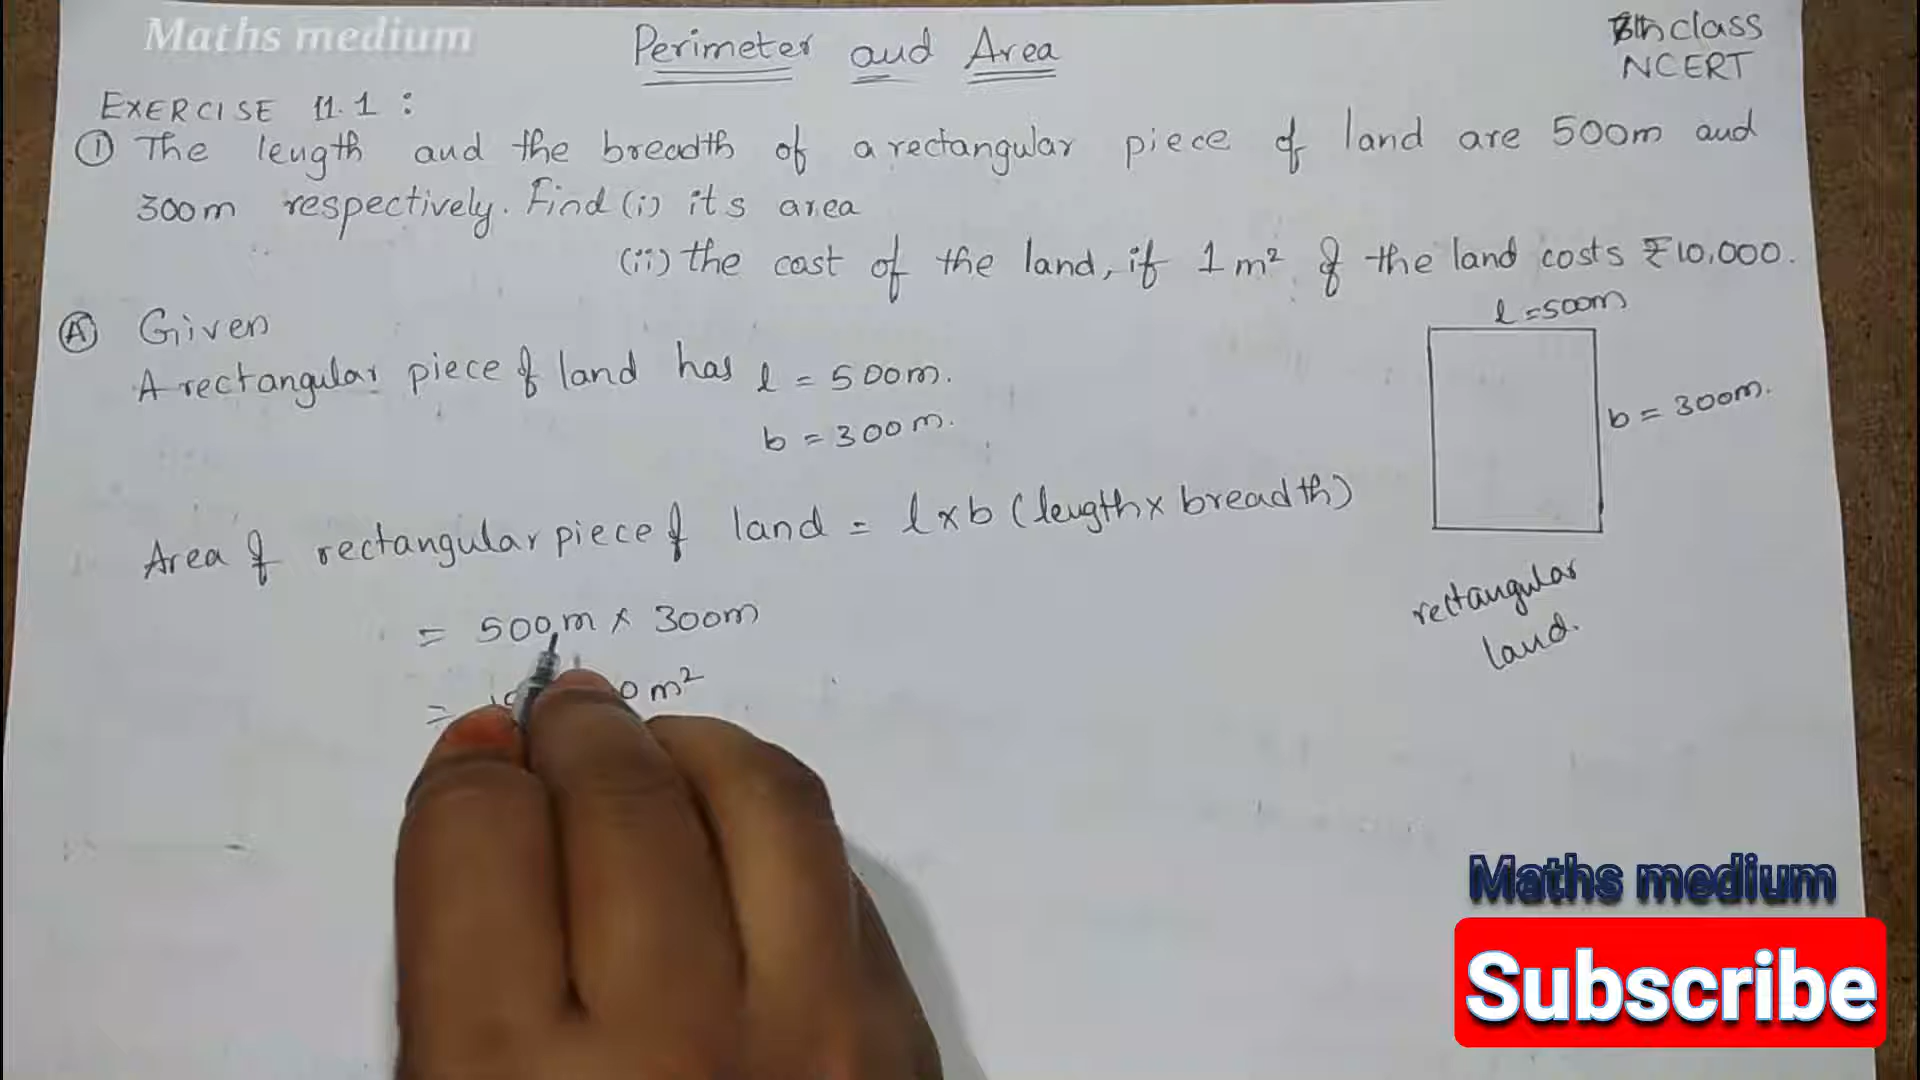 Maths medium
Perimeter and Area
7th class
NCERT
EXERCISE 11.1 :
① The length and the breadth of a rectangular piece of land are 500m and
300m respectively. Find (i) its area
(ii) the cost of the land, if 1 m² of the land costs ₹10,000.
Ⓐ Given
A rectangular piece of land has l = 500m.
b = 300m.
l = 500m
b = 300m.
rectangular
land.
Area of rectangular piece of land = l × b (length × breadth)
= 500m × 300m
= m²
Maths medium
Subscribe